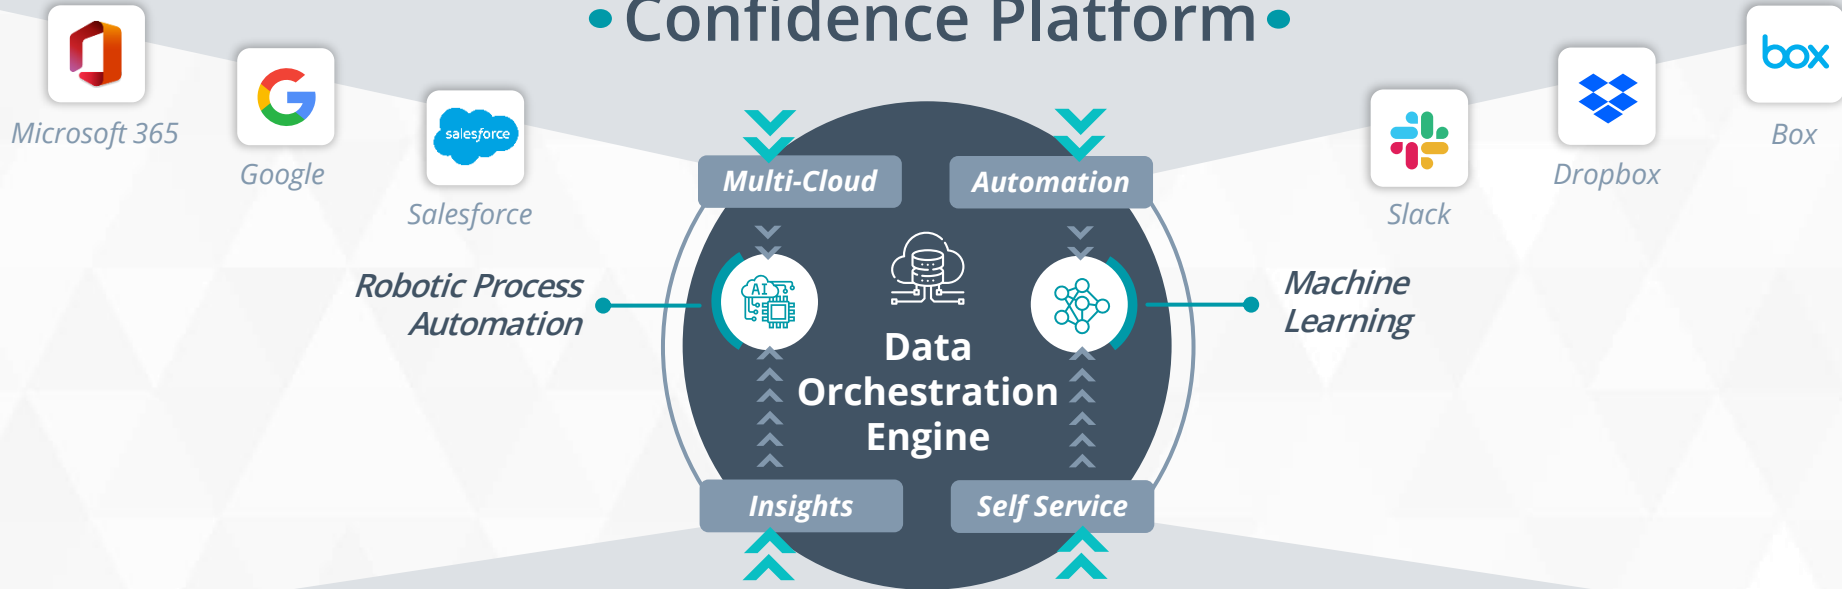 Confidence Platform
Microsoft 365
Google
salesforce
Salesforce
box
Box
Dropbox
Slack
Multi-Cloud
Automation
Robotic Process
Automation
AI
Machine
Learning
Data
Orchestration
Engine
Insights
Self Service